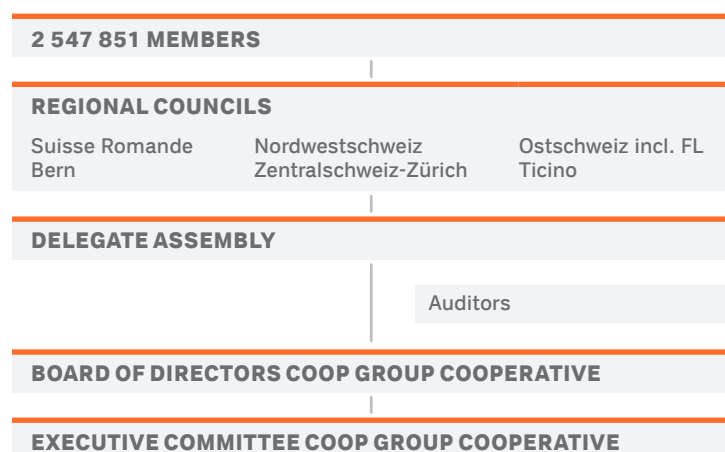 2 547 851 MEMBERS
REGIONAL COUNCILS
Suisse Romande Nordwestschweiz Ostschweiz incl. FL
Bern Zentralschweiz-Zürich Ticino
DELEGATE ASSEMBLY
Auditors
BOARD OF DIRECTORS COOP GROUP COOPERATIVE
EXECUTIVE COMMITTEE COOP GROUP COOPERATIVE